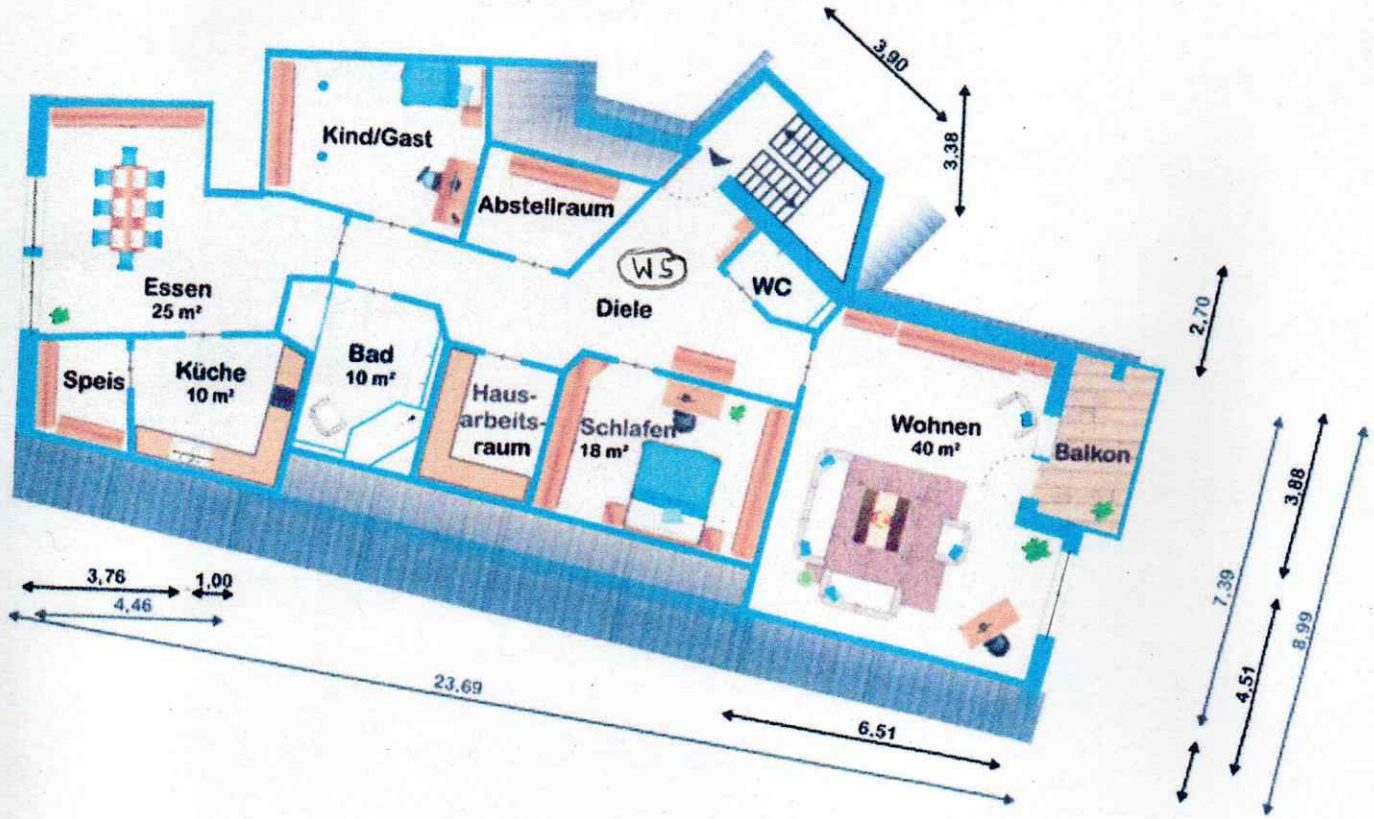 3,90
3,38
Kind/Gast
Abstellraum
WS
Diele
WC
2,70
Essen
25 m²
Bad
10 m²
Speis
Küche
10 m²
Haus-
arbeits-
raum
Schlafen
18 m²
Wohnen
40 m²
Balkon
3,88
7,39
8,99
4,51
3,76
1,00
4,46
23.69
6,51